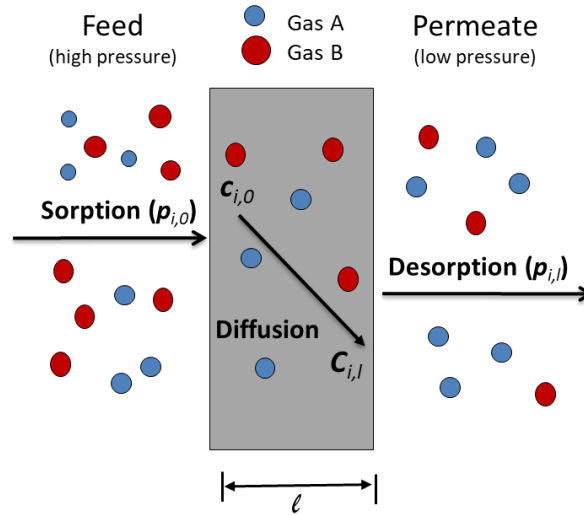 Feed
(high pressure)
Gas A
Gas B
Permeate
(low pressure)
Sorption (p_{i,0})
c_{i,0}
Diffusion
C_{i,l}
Desorption (p_{i,l})
ℓ